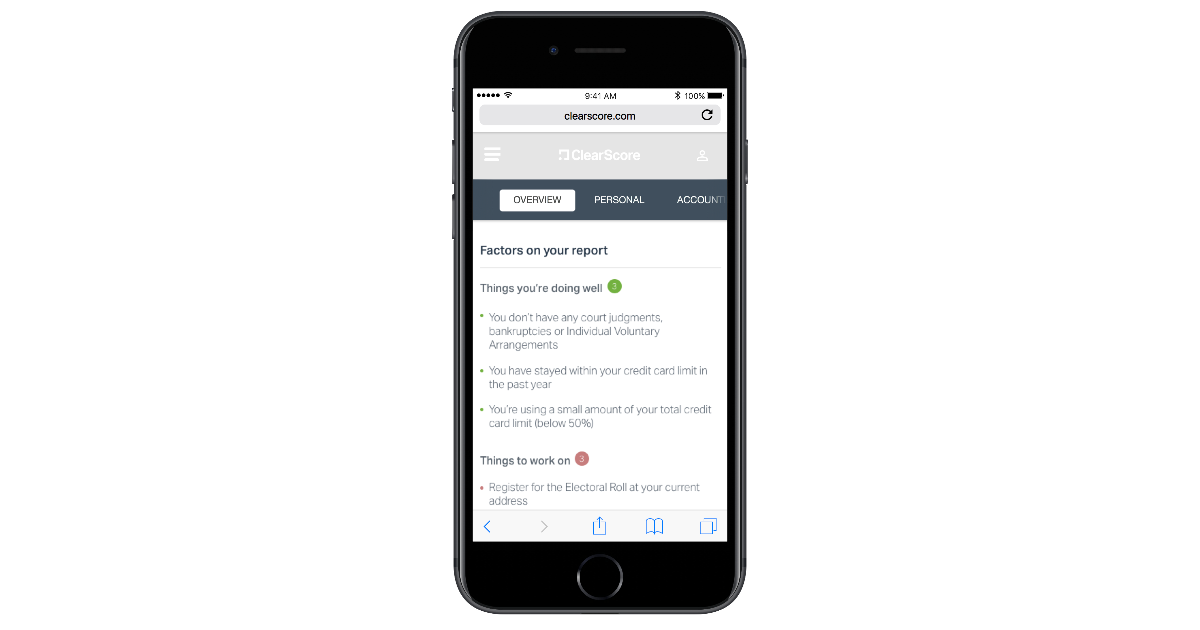 9:41 AM
100%
clearscore.com
ClearScore
OVERVIEW PERSONAL ACCOUNT
Factors on your report
Things you're doing well 3
You don't have any court judgments,
bankruptcies or Individual Voluntary
Arrangements
You have stayed within your credit card limit in
the past year
You're using a small amount of your total credit
card limit (below 50%)
Things to work on 3
Register for the Electoral Roll at your current
address